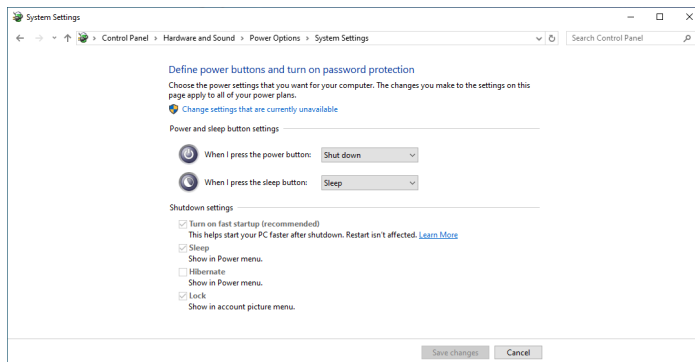 System Settings
Control Panel > Hardware and Sound > Power Options > System Settings
Search Control Panel
Define power buttons and turn on password protection
Choose the power settings that you want for your computer. The changes you make to the settings on this
page apply to all of your power plans.
Change settings that are currently unavailable
Power and sleep button settings
When I press the power button: Shut down
When I press the sleep button: Sleep
Shutdown settings
Turn on fast startup (recommended)
This helps start your PC faster after shutdown. Restart isn't affected. Learn More
Sleep
Show in Power menu.
Hibernate
Show in Power menu.
Lock
Show in account picture menu.
Save changes Cancel